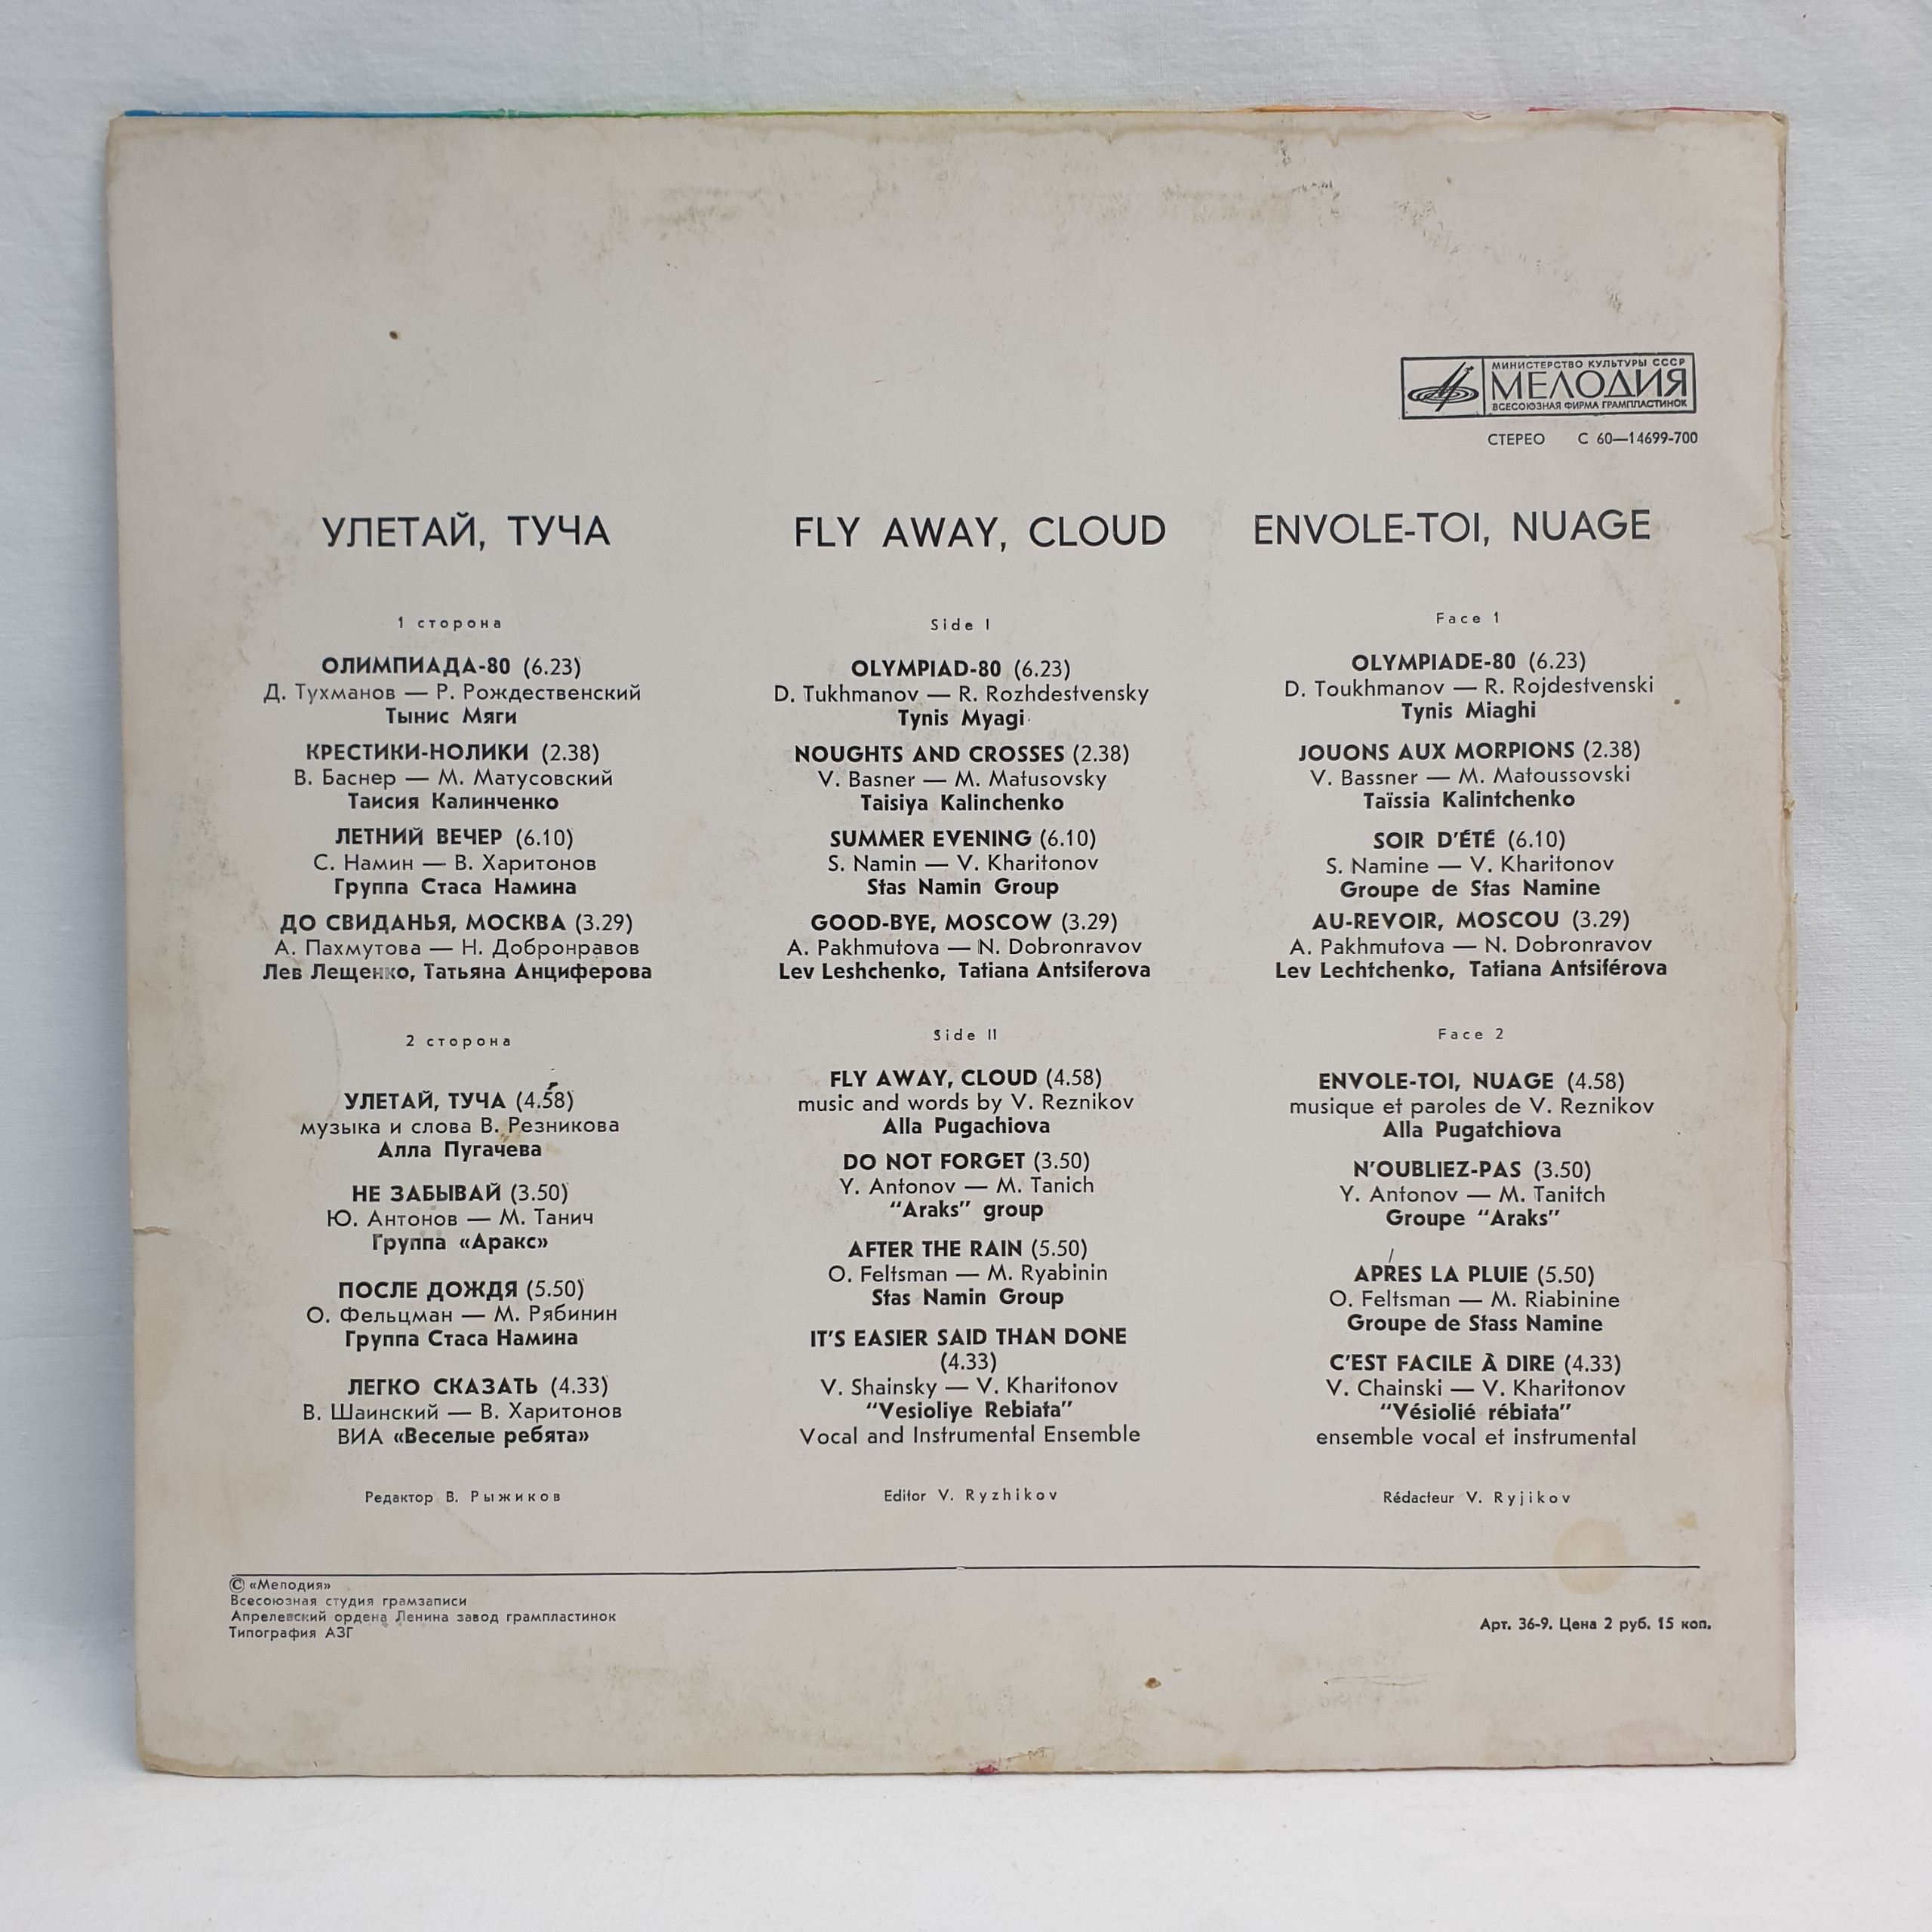 МИНИСТЕРСТВО КУЛЬТУРЫ СССР
МЕЛОДИЯ
ВСЕСОЮЗНАЯ ФИРМА ГРАМПЛАСТИНОК
СТЕРЕО С 60—14699-700
УЛЕТАЙ, ТУЧА
1 сторона
ОЛИМПИАДА-80 (6.23)
Д. Тухманов — Р. Рождественский
Тынис Мяги
КРЕСТИКИ-НОЛИКИ (2.38)
В. Баснер — М. Матусовский
Таисия Калинченко
ЛЕТНИЙ ВЕЧЕР (6.10)
С. Намин — В. Харитонов
Группа Стаса Намина
ДО СВИДАНЬЯ, МОСКВА (3.29)
А. Пахмутова — Н. Добронравов
Лев Лещенко, Татьяна Анциферова
2 сторона
УЛЕТАЙ, ТУЧА (4.58)
музыка и слова В. Резникова
Алла Пугачева
НЕ ЗАБЫВАЙ (3.50)
Ю. Антонов — М. Танич
Группа «Аракс»
ПОСЛЕ ДОЖДЯ (5.50)
О. Фельцман — М. Рябинин
Группа Стаса Намина
ЛЕГКО СКАЗАТЬ (4.33)
В. Шаинский — В. Харитонов
ВИА «Веселые ребята»
Редактор В. Рыжиков
FLY AWAY, CLOUD
Side I
OLYMPIAD-80 (6.23)
D. Tukhmanov — R. Rozhdestvensky
Tynis Myagi
NOUGHTS AND CROSSES (2.38)
V. Basner — M. Matusovsky
Taisiya Kalinchenko
SUMMER EVENING (6.10)
S. Namin — V. Kharitonov
Stas Namin Group
GOOD-BYE, MOSCOW (3.29)
A. Pakhmutova — N. Dobronravov
Lev Leshchenko, Tatiana Antsiferova
Side II
FLY AWAY, CLOUD (4.58)
music and words by V. Reznikov
Alla Pugachiova
DO NOT FORGET (3.50)
Y. Antonov — M. Tanich
“Araks” group
AFTER THE RAIN (5.50)
O. Feltsman — M. Ryabinin
Stas Namin Group
IT’S EASIER SAID THAN DONE
(4.33)
V. Shainsky — V. Kharitonov
“Vesioliye Rebiata”
Vocal and Instrumental Ensemble
Editor V. Ryzhikov
ENVOLE-TOI, NUAGE
Face 1
OLYMPIADE-80 (6.23)
D. Toukhmanov — R. Rojdestvenski
Tynis Miaghi
JOUONS AUX MORPIONS (2.38)
V. Bassner — M. Matoussovski
Taïssia Kalintchenko
SOIR D’ÉTÉ (6.10)
S. Namine — V. Kharitonov
Groupe de Stas Namine
AU-REVOIR, MOSCOU (3.29)
A. Pakhmutova — N. Dobronravov
Lev Lechtchenko, Tatiana Antsiférova
Face 2
ENVOLE-TOI, NUAGE (4.58)
musique et paroles de V. Reznikov
Alla Pugatchiova
N’OUBLIEZ-PAS (3.50)
Y. Antonov — M. Tanitch
Groupe “Araks”
APRES LA PLUIE (5.50)
O. Feltsman — M. Riabinine
Groupe de Stass Namine
C’EST FACILE À DIRE (4.33)
V. Chainski — V. Kharitonov
“Vésiolié rébiata”
ensemble vocal et instrumental
Rédacteur V. Ryjikov
© «Мелодия»
Всесоюзная студия грамзаписи
Апрелевский ордена Ленина завод грампластинок
Типография АЗГ
Арт. 36-9. Цена 2 руб. 15 коп.